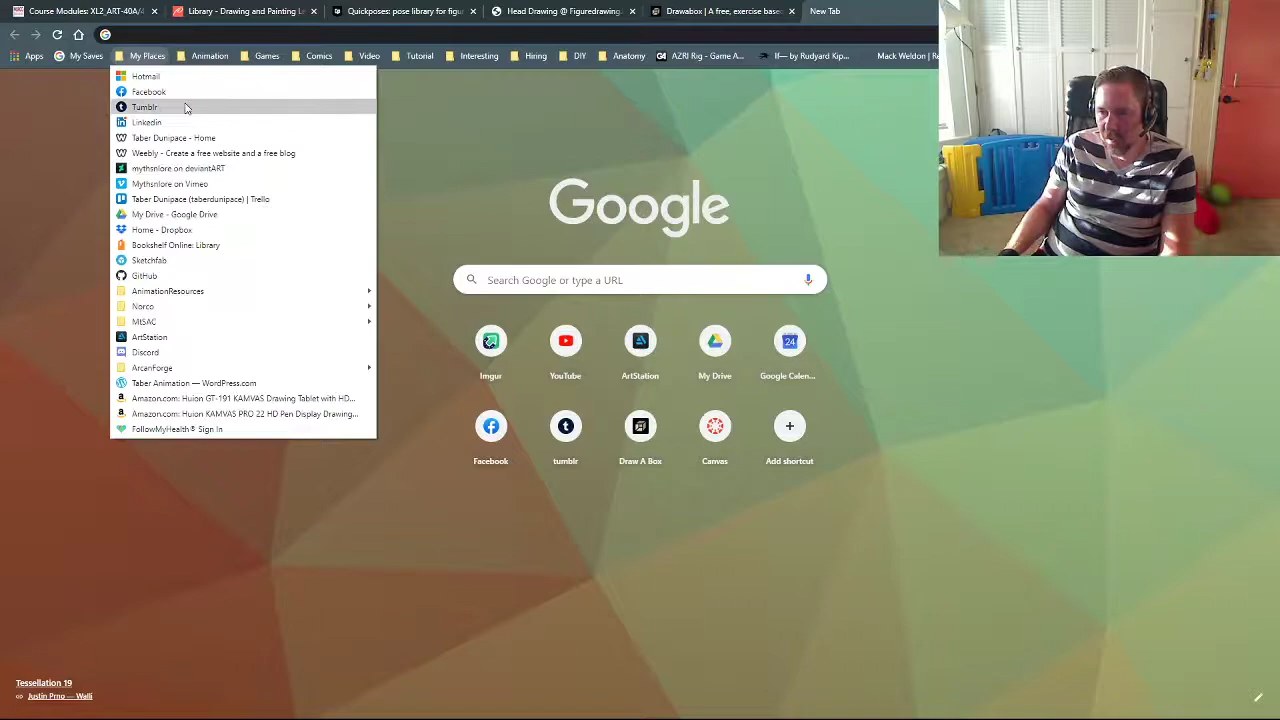 Course Modules: XL2_ART-40A/4
Library - Drawing and Painting L
Quickposes: pose library for figu
Head Drawing - 3D Figuredrawing
Drawabox | A free exercise base
New Tab
Apps
My Saves
My Places
Animation
Games
Comics
Video
Tutorial
Interesting
Hiring
DIY
Anatomy
AZRI Rig - Game A...
If— by Rudyard Kip...
Mack Weldon | Re
Hotmail
Facebook
Tumblr
Linkedin
Taber Dunipace - Home
Weebly - Create a free website and a free blog
mythsnlore on deviantART
Mythsnlore on Vimeo
Taber Dunipace (taberdunipace) | Trello
My Drive - Google Drive
Home - Dropbox
Bookshelf Online: Library
Sketchfab
GitHub
AnimationResources
Norco
MtSAC
ArtStation
Discord
ArcanForge
Taber Animation — WordPress.com
Amazon.com: Huion GT-191 KAMVAS Drawing Tablet with HD...
Amazon.com: Huion KAMVAS PRO 22 HD Pen Display Drawing...
FollowMyHealth® Sign In
Google
Search Google or type a URL
Imgur
YouTube
ArtStation
My Drive
24
Google Calen...
Facebook
tumblr
Draw A Box
Canvas
Add shortcut
Tessellation 19
Justin Prno — Walli